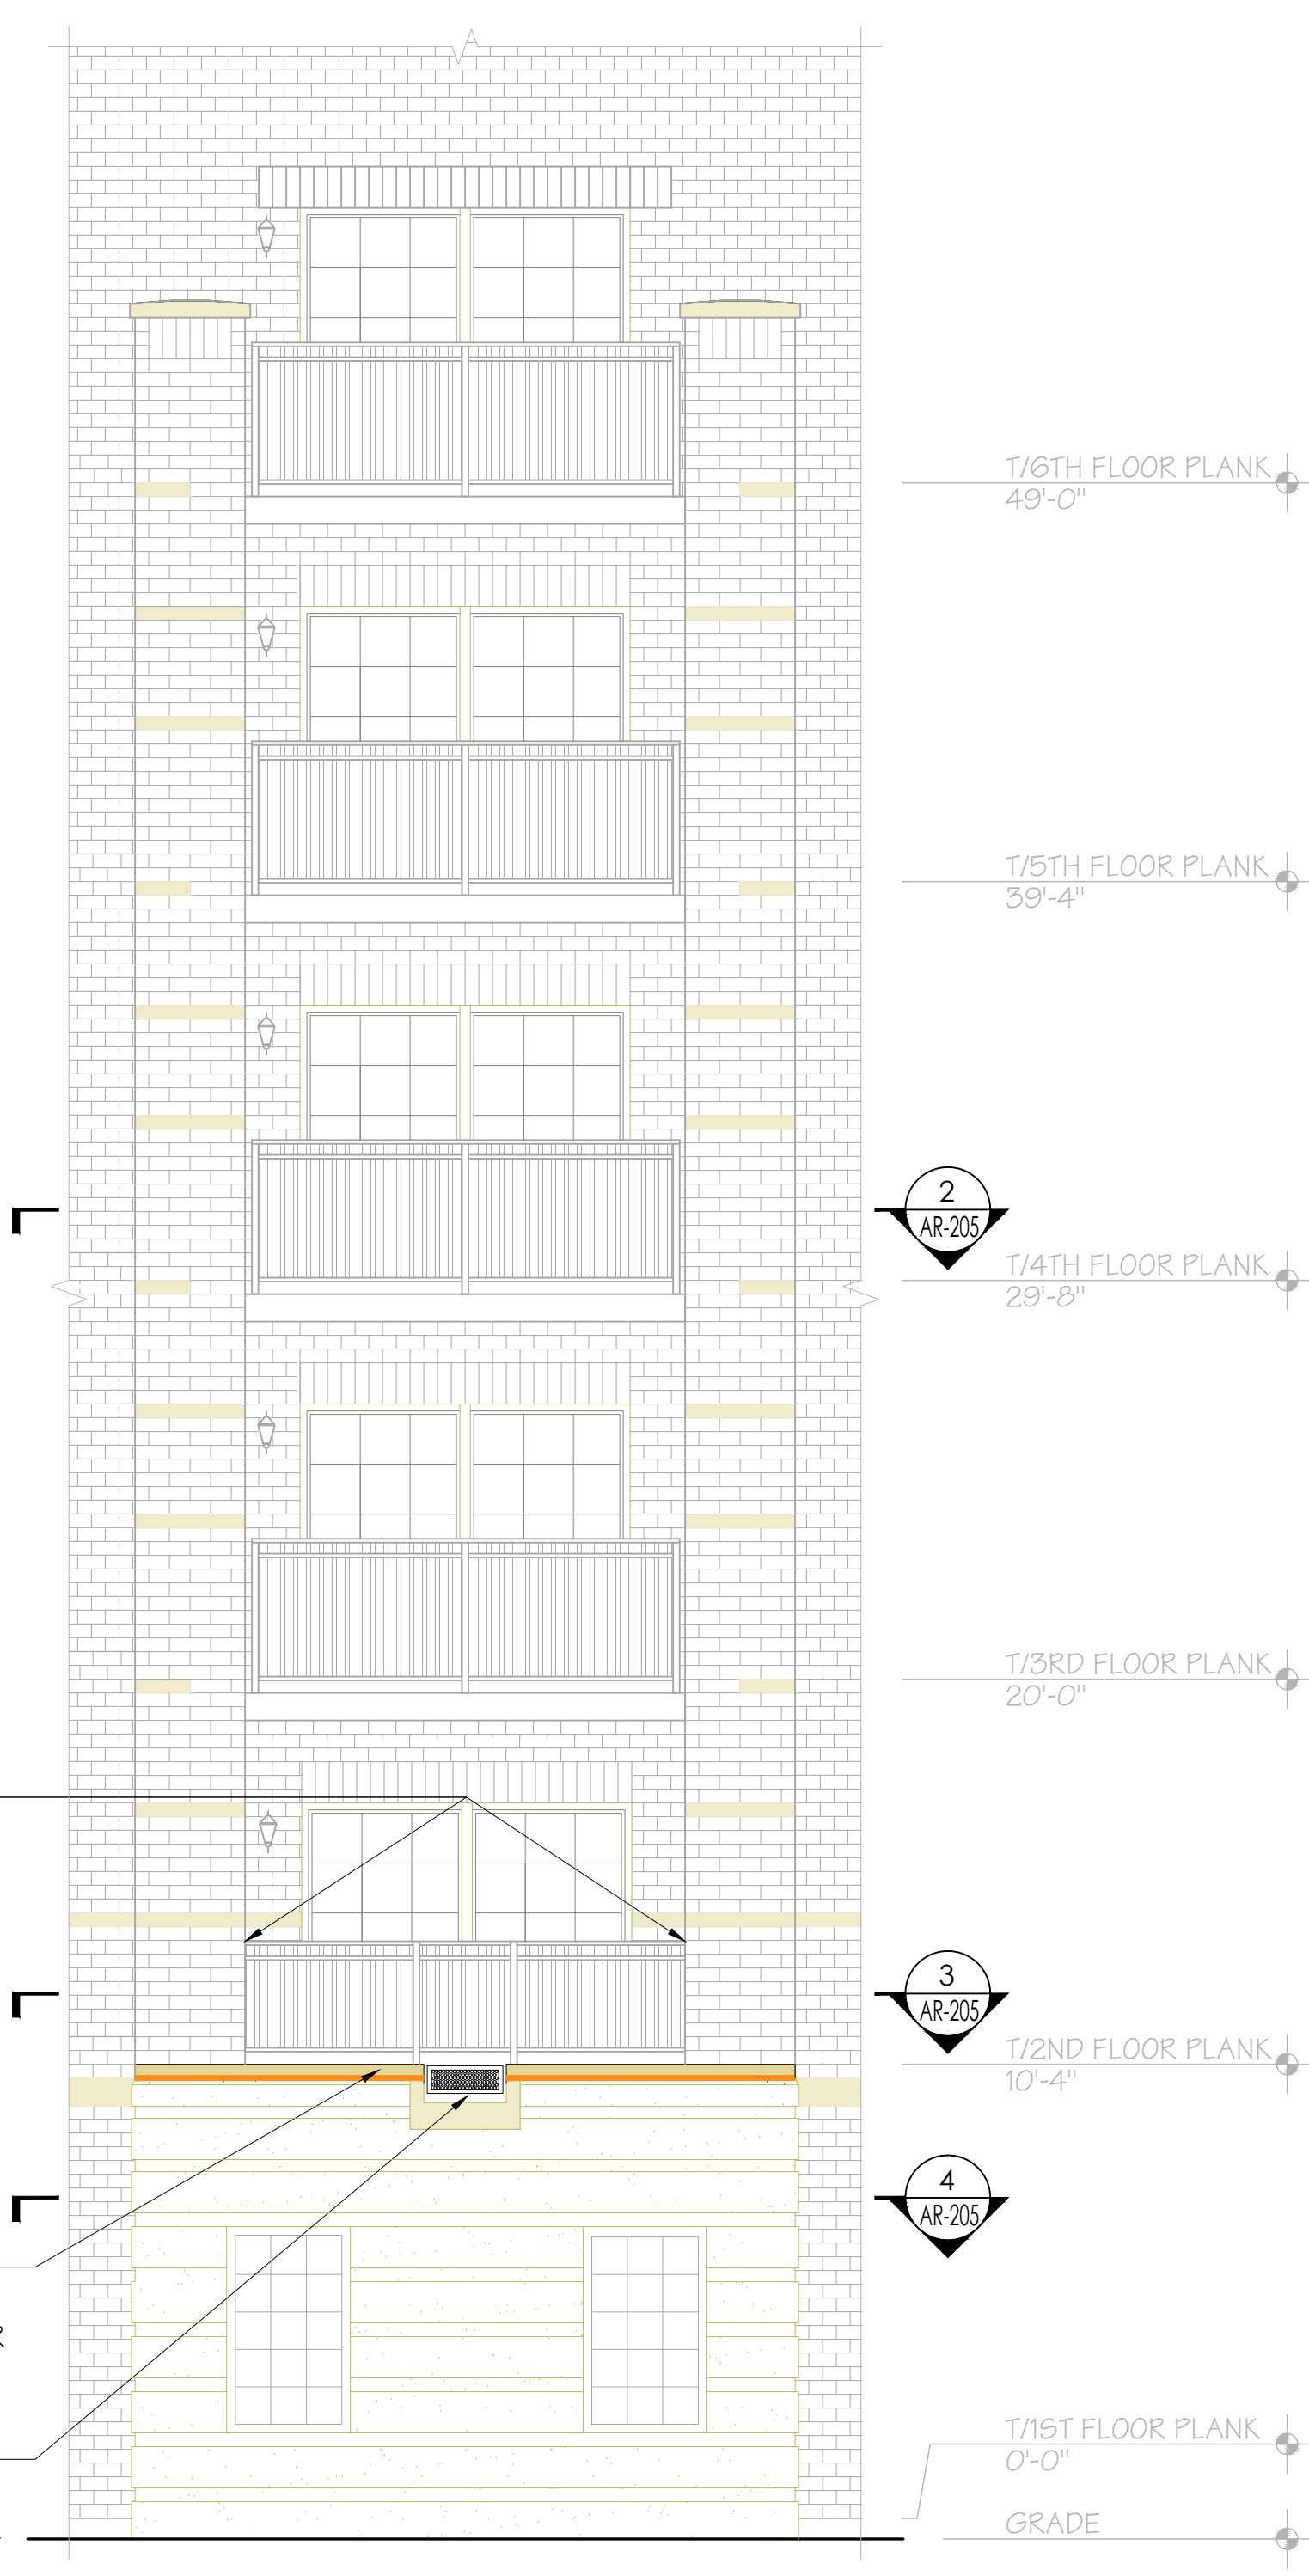 T/6TH FLOOR PLANK
49'-0"
T/5TH FLOOR PLANK
39'-4"
2
AR-205
T/4TH FLOOR PLANK
29'-8"
T/3RD FLOOR PLANK
20'-0"
3
AR-205
T/2ND FLOOR PLANK
10'-4"
4
AR-205
T/1ST FLOOR PLANK
0'-0"
GRADE